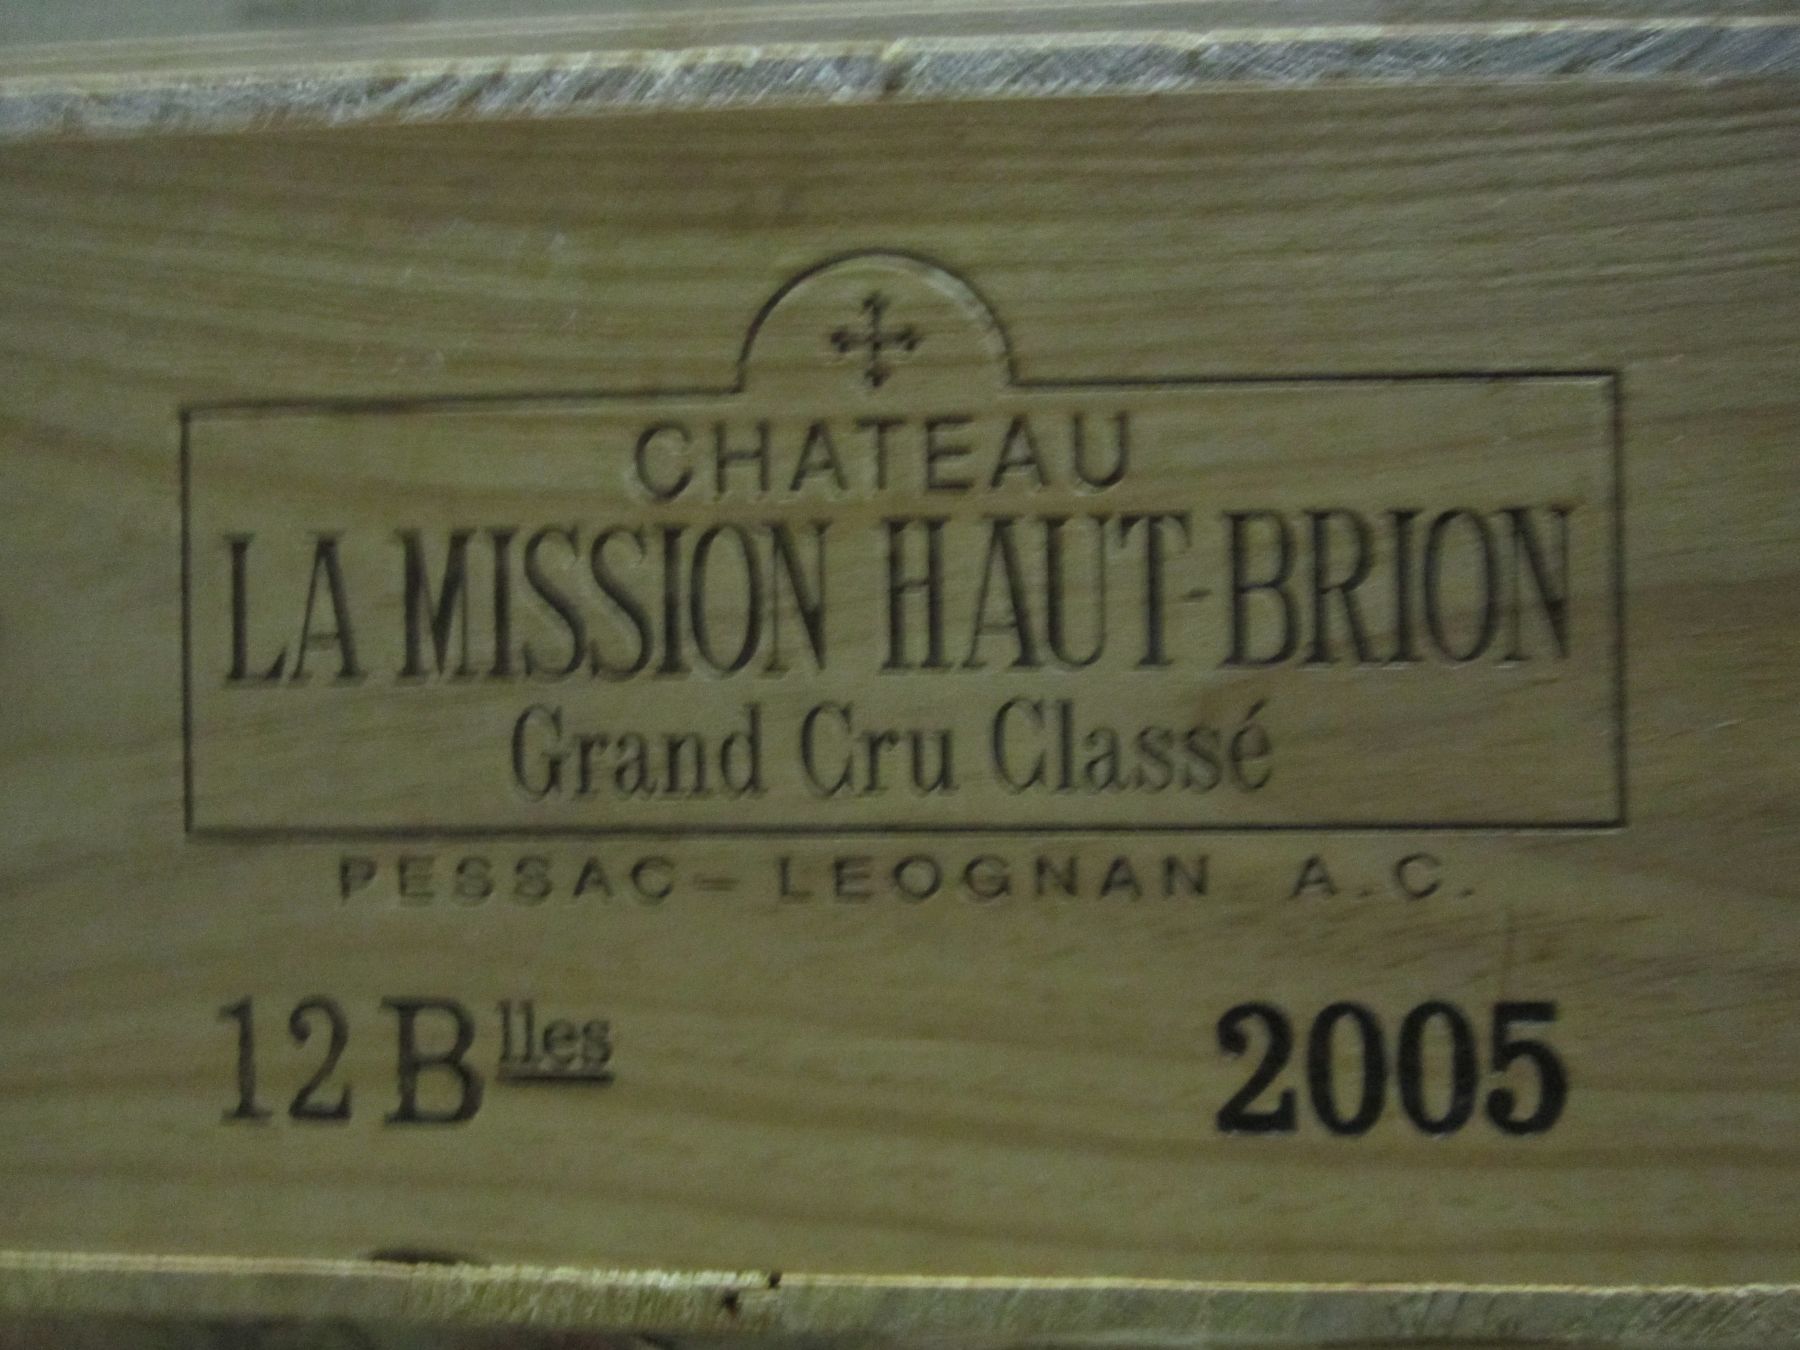 CHATEAU
LA MISSION HAUT-BRION
Grand Cru Classé
PESSAC - LEOGNAN A.C.
12 Blles 2005